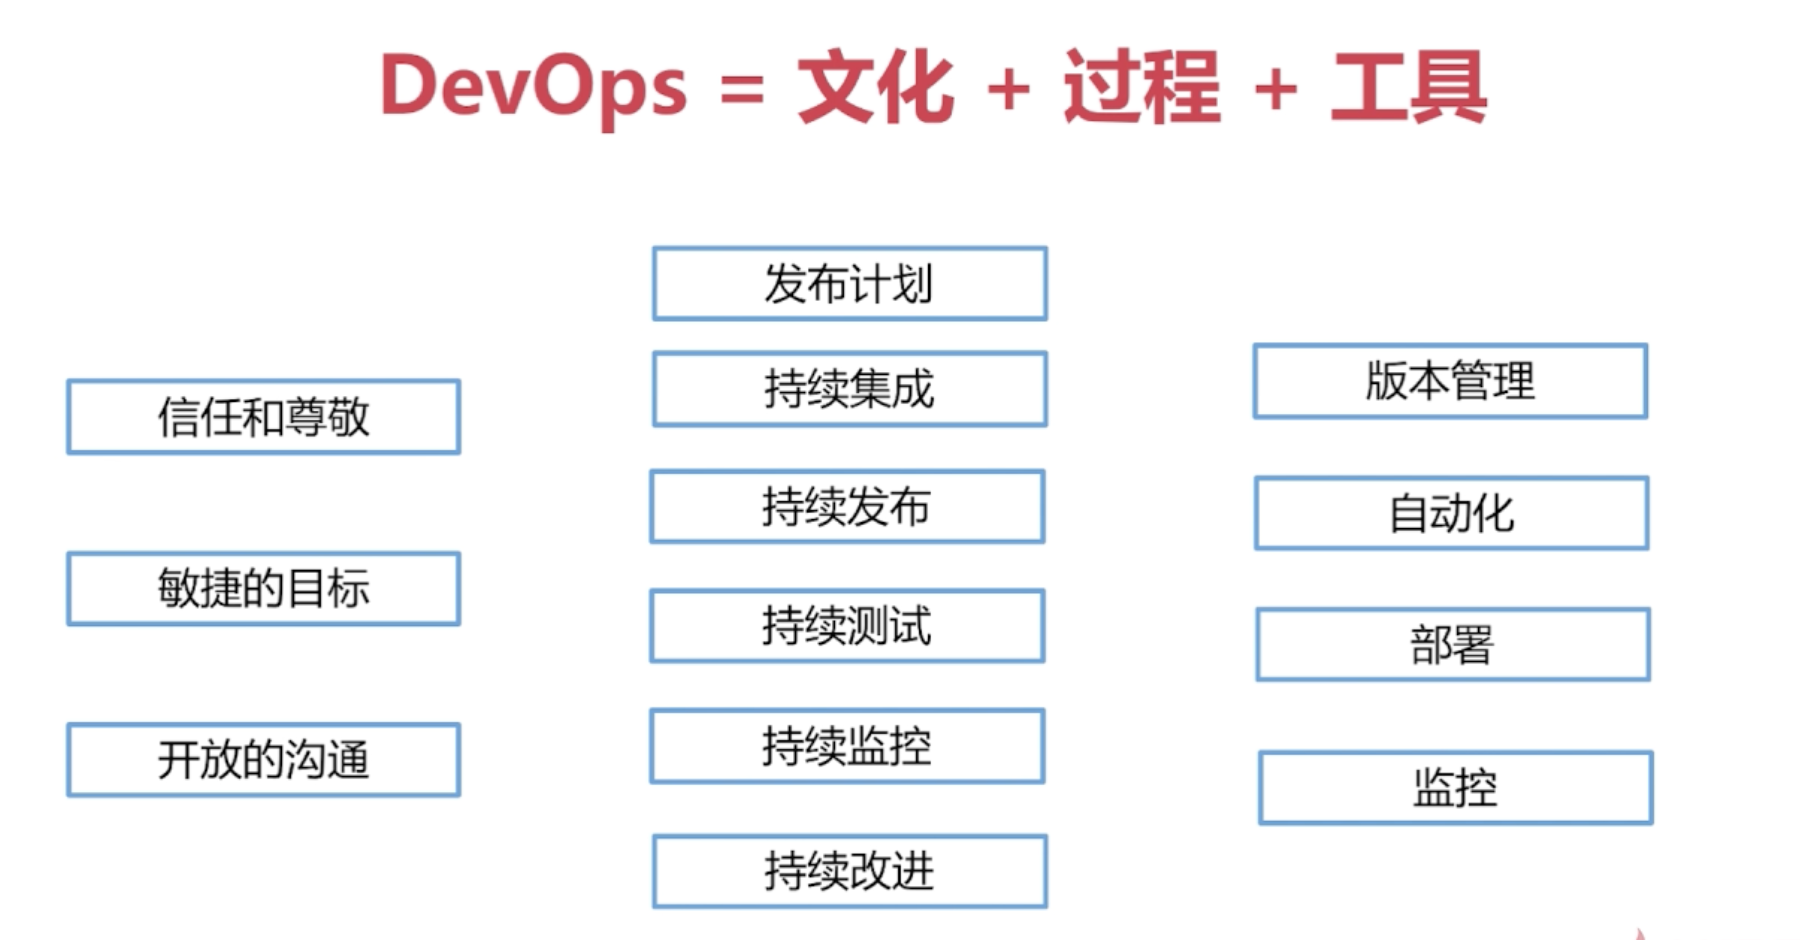 DevOps = 文化 + 过程 + 工具
信任和尊敬
敏捷的目标
开放的沟通
发布计划
持续集成
持续发布
持续测试
持续监控
持续改进
版本管理
自动化
部署
监控